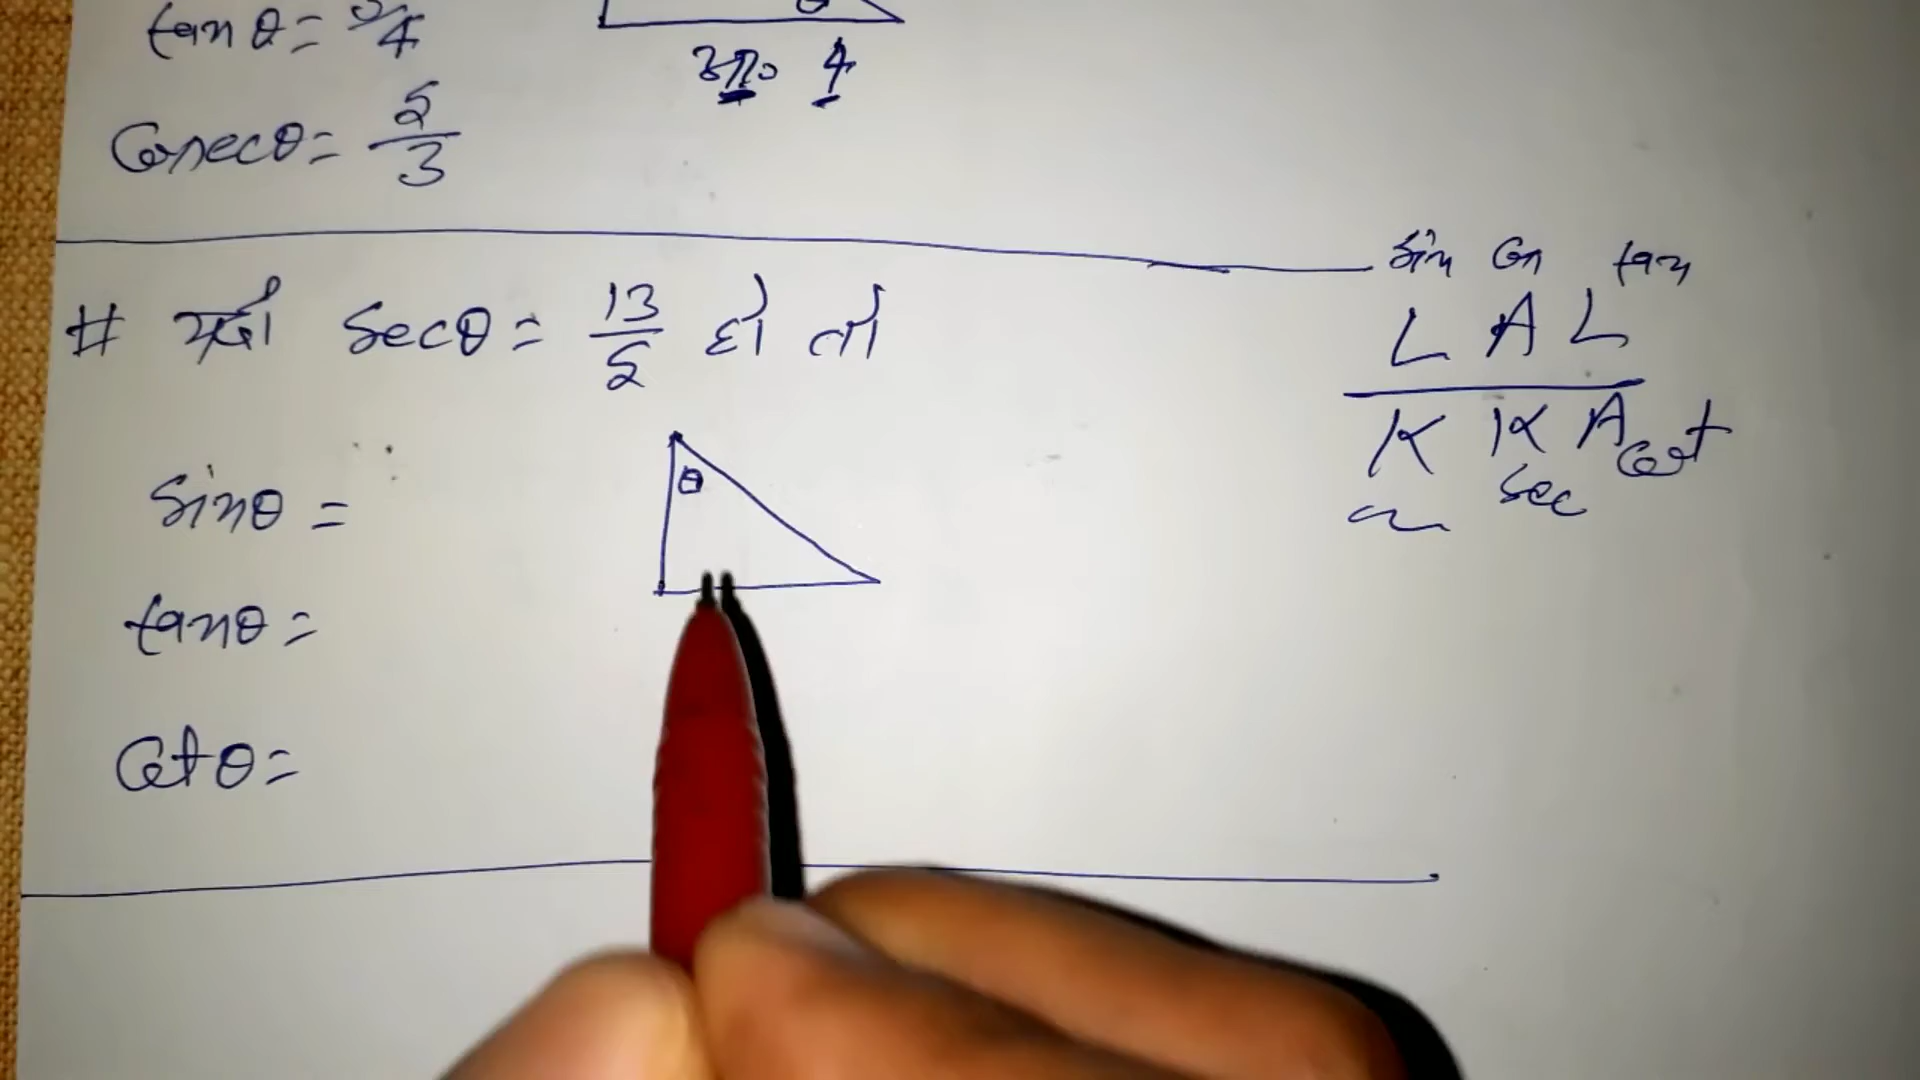 tanθ = 3/4
आ० 4
Cosecθ = 5/3
# यदी Secθ = 13/5 हो तो
Sin Cos tan
L A L
K K A
Sec Cot
θ
Sinθ =
tanθ =
Cotθ =